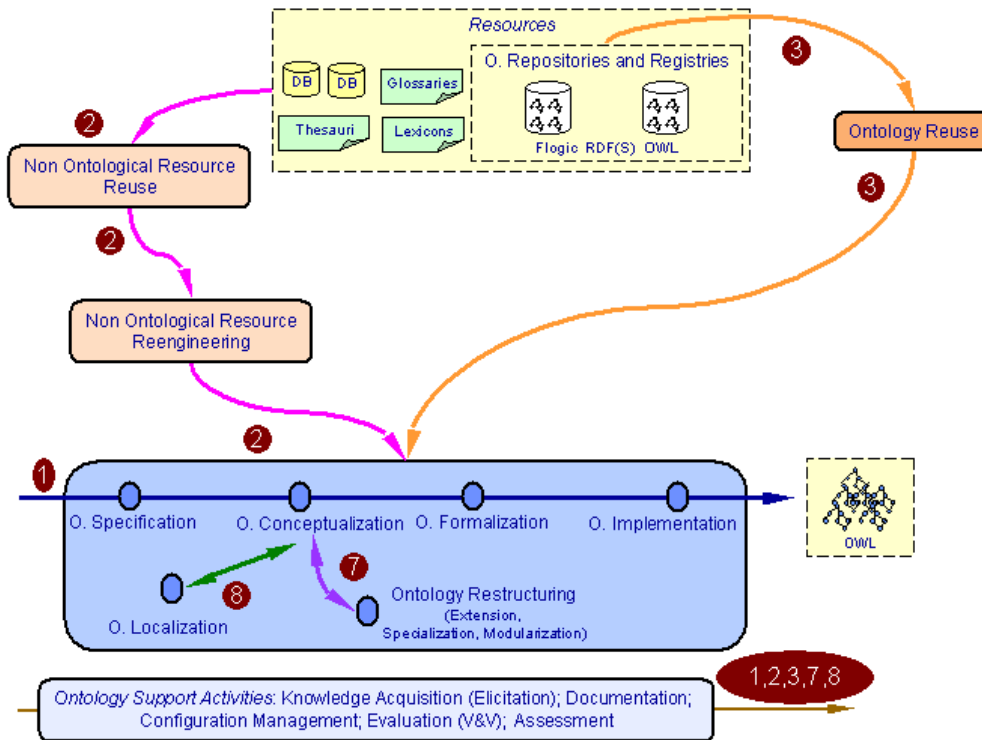 Resources
DB
DB
Glossaries
Thesauri
Lexicons
O. Repositories and Registries
Flogic RDF(S) OWL
3
Ontology Reuse
3
2
Non Ontological Resource
Reuse
2
Non Ontological Resource
Reengineering
2
1
O. Specification
O. Conceptualization
O. Formalization
O. Implementation
OWL
8
7
O. Localization
Ontology Restructuring
(Extension,
Specialization, Modularization)
Ontology Support Activities: Knowledge Acquisition (Elicitation); Documentation;
Configuration Management; Evaluation (V&V); Assessment
1,2,3,7,8